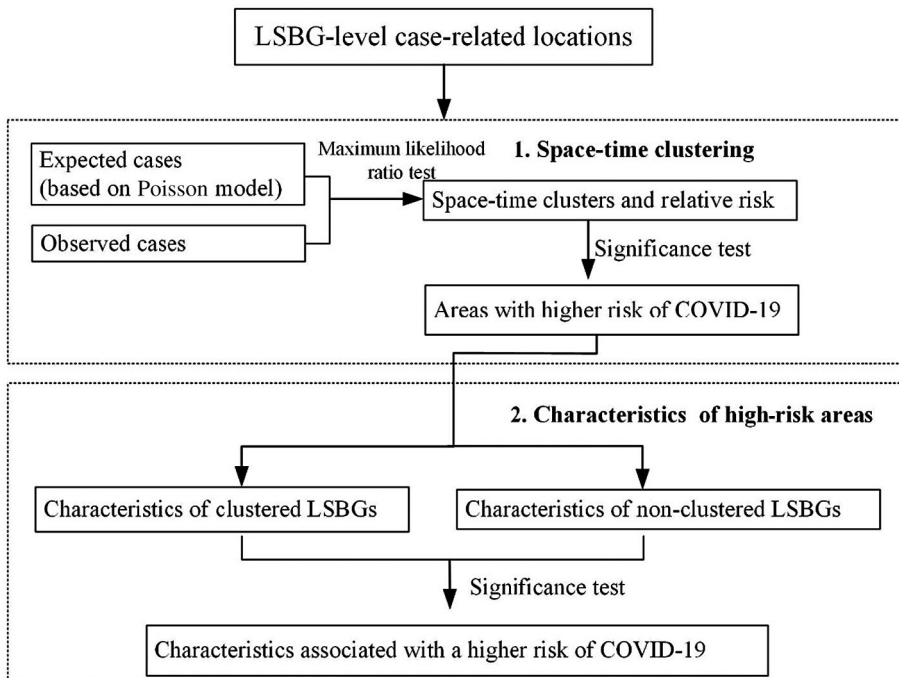 LSBG-level case-related locations
1. Space-time clustering
Expected cases
(based on Poisson model)
Observed cases
Maximum likelihood
ratio test
Space-time clusters and relative risk
Significance test
Areas with higher risk of COVID-19
2. Characteristics of high-risk areas
Characteristics of clustered LSBGs
Characteristics of non-clustered LSBGs
Significance test
Characteristics associated with a higher risk of COVID-19